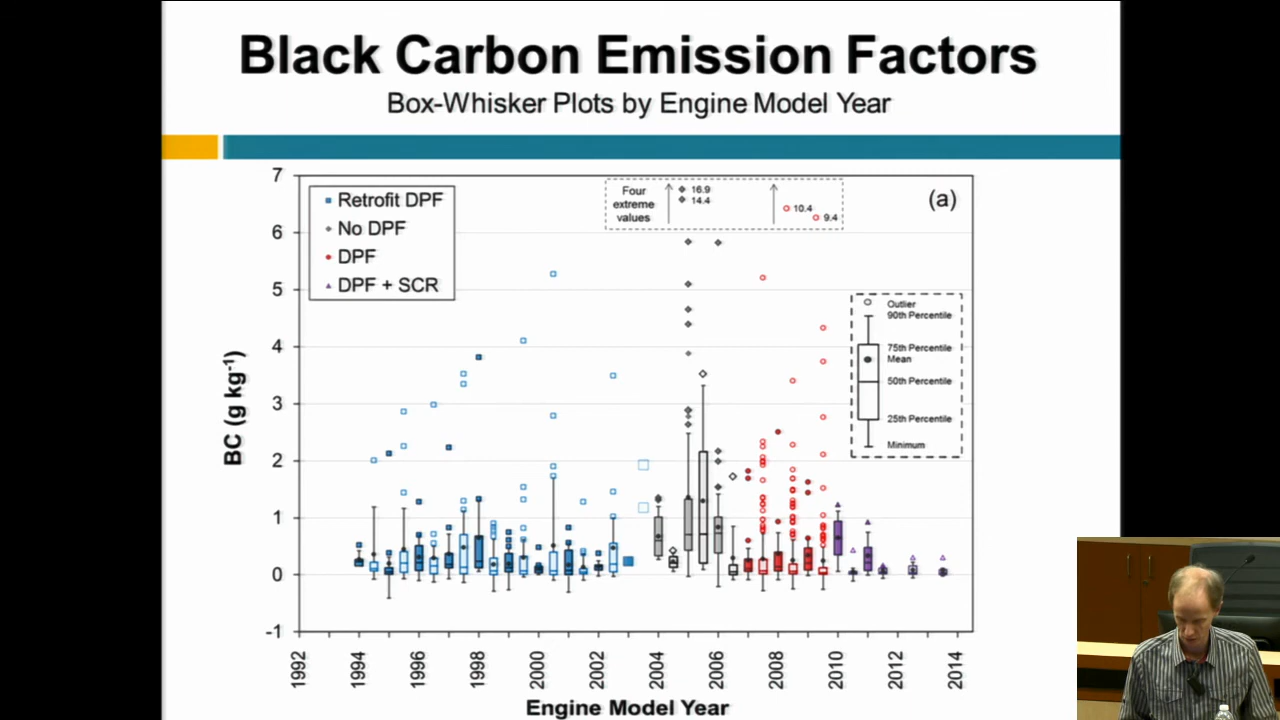 Black Carbon Emission Factors
Box-Whisker Plots by Engine Model Year
Retrofit DPF
No DPF
DPF
DPF + SCR
Four
extreme
values
16.9
14.4
10.4
9.4
(a)
Outlier
90th Percentile
75th Percentile
Mean
50th Percentile
25th Percentile
Minimum
BC (g kg-1)
7
6
5
4
3
2
1
0
-1
1992
1994
1996
1998
2000
2002
2004
2006
2008
2010
2012
2014
Engine Model Year